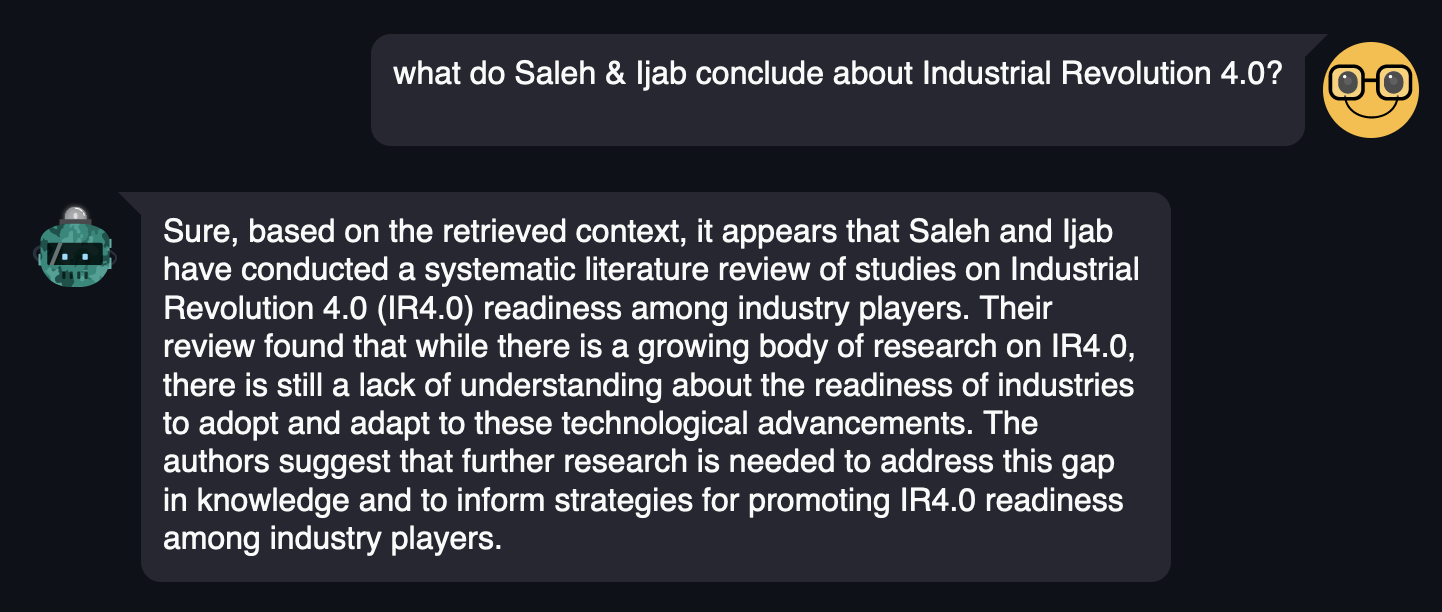 what do Saleh & Ijab conclude about Industrial Revolution 4.0?
Sure, based on the retrieved context, it appears that Saleh and Ijab
have conducted a systematic literature review of studies on Industrial
Revolution 4.0 (IR4.0) readiness among industry players. Their
review found that while there is a growing body of research on IR4.0,
there is still a lack of understanding about the readiness of industries
to adopt and adapt to these technological advancements. The
authors suggest that further research is needed to address this gap
in knowledge and to inform strategies for promoting IR4.0 readiness
among industry players.